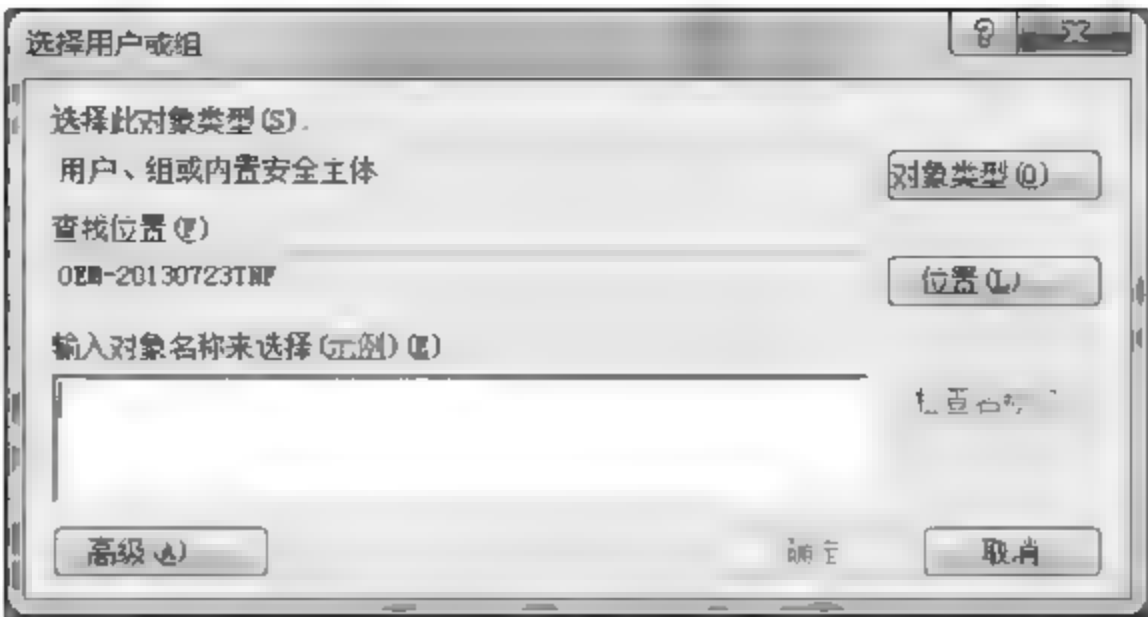 选择用户或组
选择此对象类型(S).
用户、组或内置安全主体
对象类型(O)
查找位置(F)
OEM-20130723TNF
位置(L)
输入对象名称来选择(示例)(E)
高级(A)
确定
取消